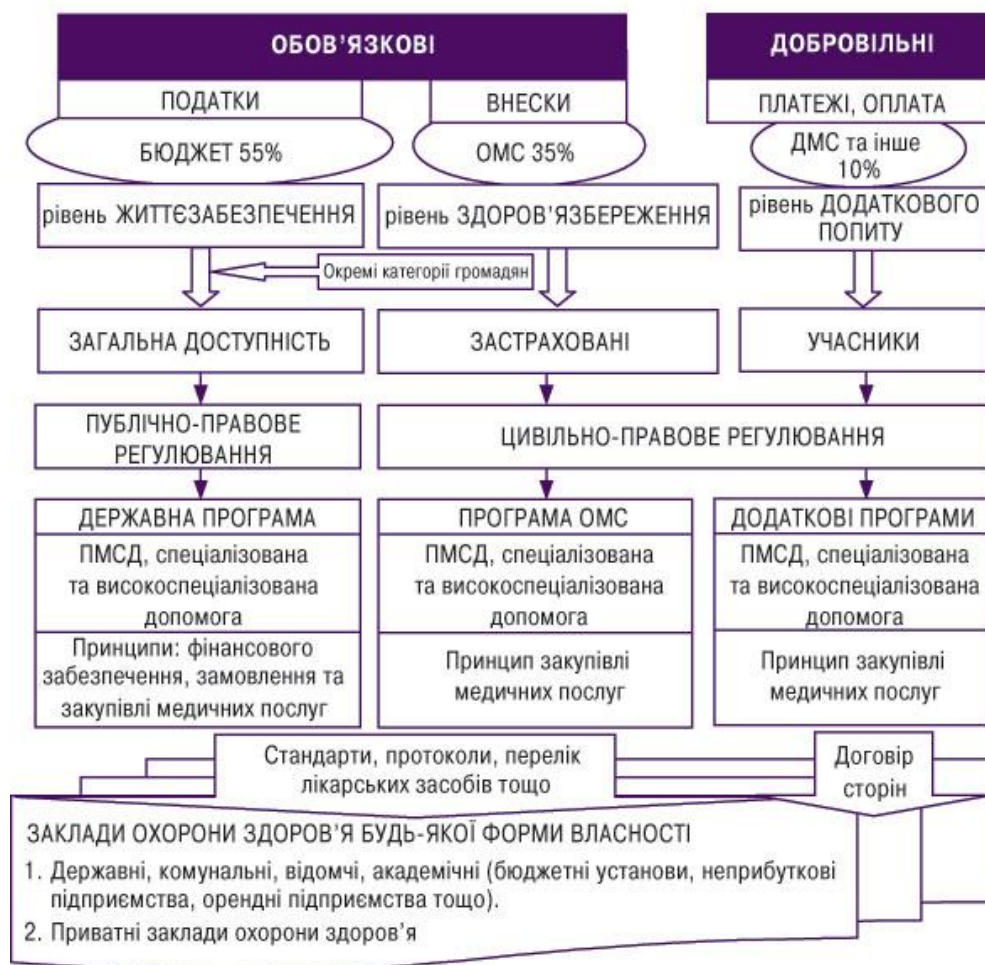 ОБОВ’ЯЗКОВІ
ДОБРОВІЛЬНІ
ПОДАТКИ
ВНЕСКИ
ПЛАТЕЖІ, ОПЛАТА
БЮДЖЕТ 55%
ОМС 35%
ДМС та інше
10%
рівень ЖИТТЄЗАБЕЗПЕЧЕННЯ
рівень ЗДОРОВ’ЯЗБЕРЕЖЕННЯ
рівень ДОДАТКОВОГО
ПОПИТУ
Окремі категорії громадян
ЗАГАЛЬНА ДОСТУПНІСТЬ
ЗАСТРАХОВАНІ
УЧАСНИКИ
ПУБЛІЧНО-ПРАВОВЕ
РЕГУЛЮВАННЯ
ЦИВІЛЬНО-ПРАВОВЕ РЕГУЛЮВАННЯ
ДЕРЖАВНА ПРОГРАМА
ПМСД, спеціалізована
та високоспеціалізована
допомога
Принципи: фінансового
забезпечення, замовлення та
закупівлі медичних послуг
ПРОГРАМА ОМС
ПМСД, спеціалізована
та високоспеціалізована
допомога
Принцип закупівлі
медичних послуг
ДОДАТКОВІ ПРОГРАМИ
ПМСД, спеціалізована
та високоспеціалізована
допомога
Принцип закупівлі
медичних послуг
Стандарти, протоколи, перелік
лікарських засобів тощо
Договір
сторін
ЗАКЛАДИ ОХОРОНИ ЗДОРОВ’Я БУДЬ-ЯКОЇ ФОРМИ ВЛАСНОСТІ
1. Державні, комунальні, відомчі, академічні (бюджетні установи, неприбуткові
підприємства, орендні підприємства тощо).
2. Приватні заклади охорони здоров’я